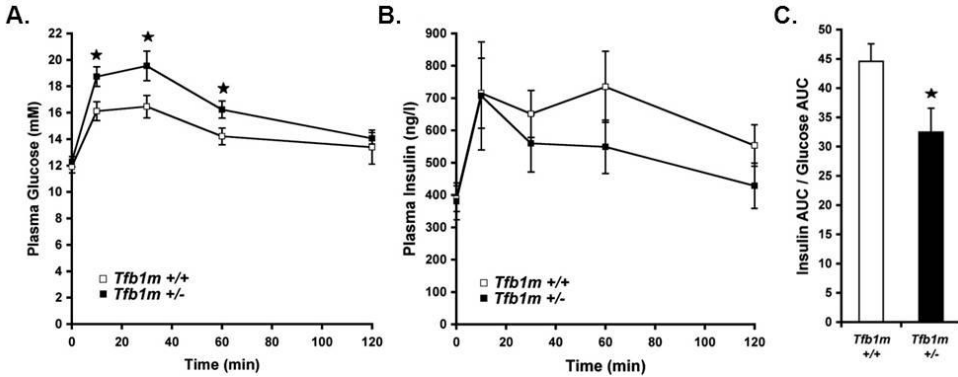 A.
★
★
★
22
20
18
16
14
12
10
8
6
4
2
0
Plasma Glucose (mM)
Tfb1m +/+
Tfb1m +/-
0 20 40 60 80 100 120
Time (min)
B.
900
800
700
600
500
400
300
200
100
0
Plasma Insulin (ng/l)
Tfb1m +/+
Tfb1m +/-
0 20 40 60 80 100 120
Time (min)
C.
50
45
40
35
30
25
20
15
10
5
0
Insulin AUC / Glucose AUC
★
Tfb1m Tfb1m
+/+ +/-